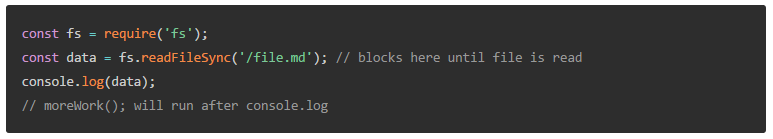 const fs = require('fs');
const data = fs.readFileSync('/file.md'); // blocks here until file is read
console.log(data);
// moreWork(); will run after console.log